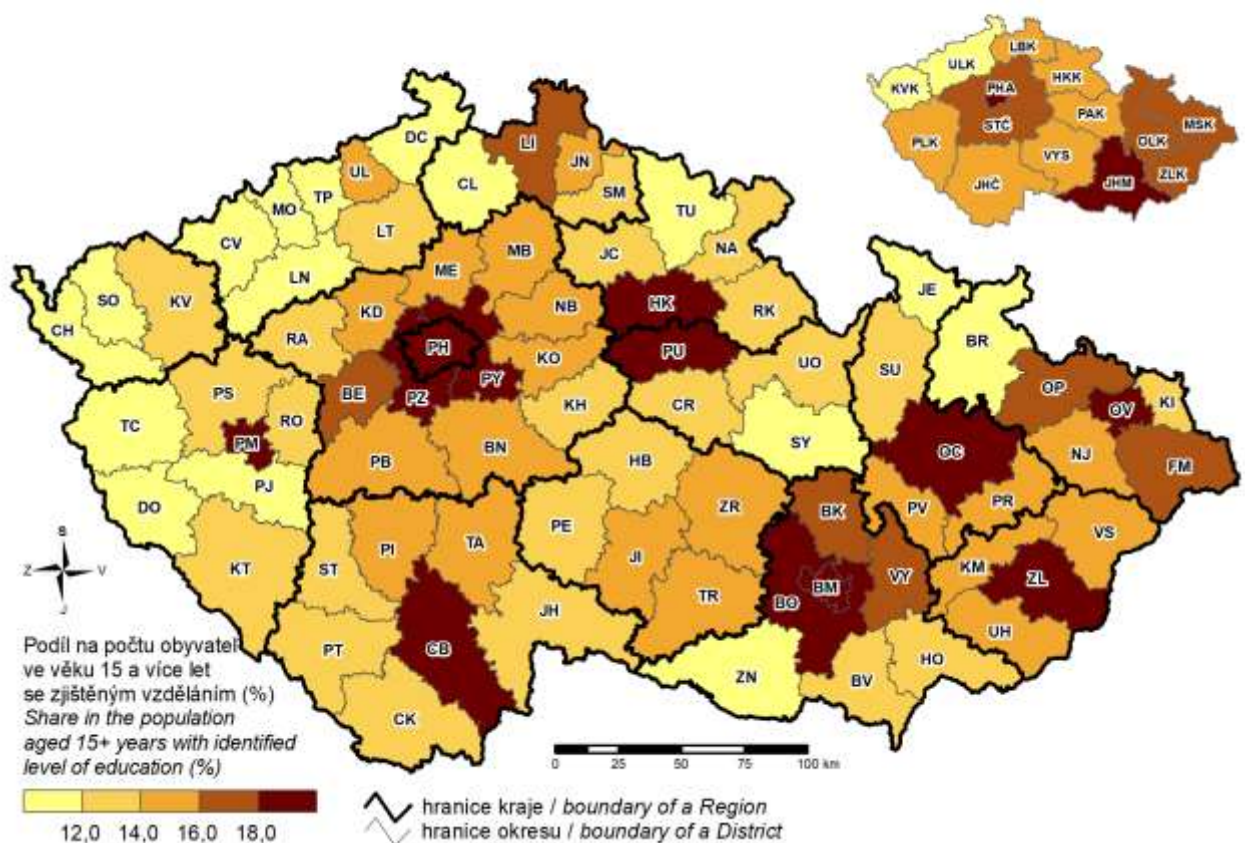 LBK
ULK
HKK
KVK
PHA
PAK
STČ
MSK
OLK
PLK
VYS
ZLK
JHČ
JHM
DC
LI
UL
JN
CL
TP
SM
MO
TU
LT
CV
MB
NA
JC
ME
LN
SO
KV
HK
NB
JE
KD
RK
CH
RA
PH
BR
KO
PU
UO
SU
PY
PS
BE
OP
PZ
RO
KH
CR
OV
KI
TC
PM
SY
OC
BN
NJ
FM
PB
HB
PJ
DO
ZR
PR
PV
BK
VS
PE
PI
TA
JI
KM
S
Z V
J
KT
ST
VY
ZL
BM
TR
BO
JH
UH
CB
PT
HO
ZN
BV
CK
Podíl na počtu obyvatel
ve věku 15 a více let
se zjištěným vzděláním (%)
Share in the population
aged 15+ years with identified
level of education (%)
0 25 50 75 100 km
12,0 14,0 16,0 18,0
hranice kraje / boundary of a Region
hranice okresu / boundary of a District